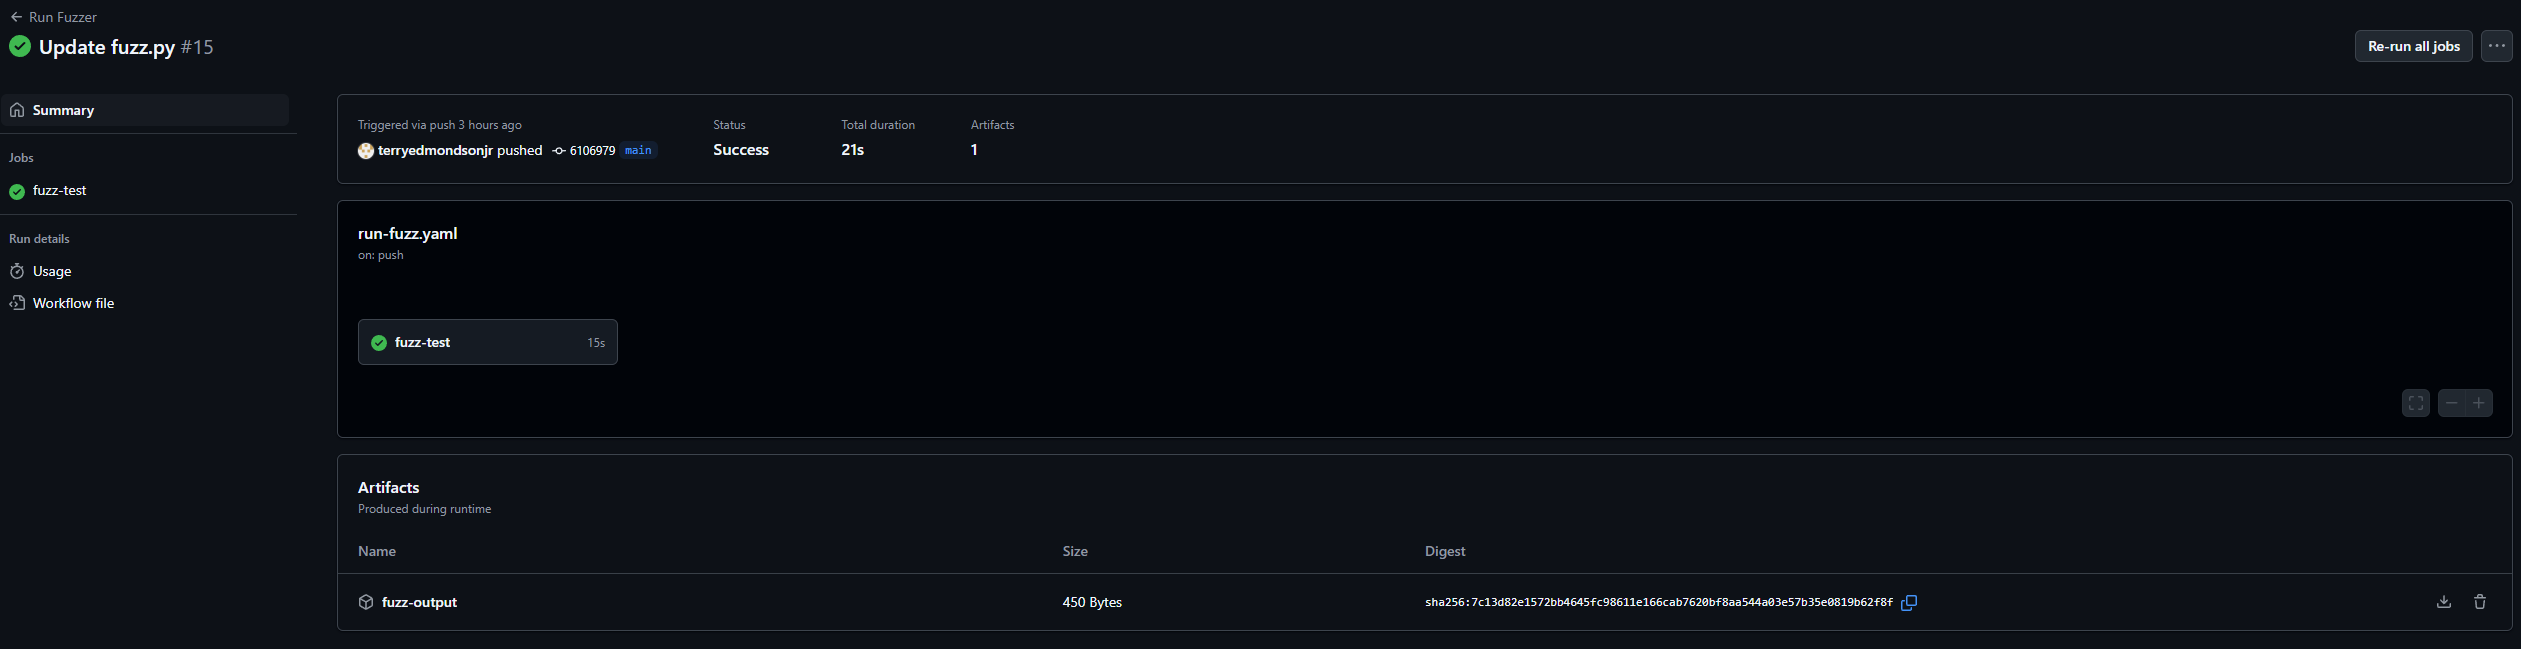 Run Fuzzer
Update fuzz.py #15
Re-run all jobs
Summary
Jobs
fuzz-test
Run details
Usage
Workflow file
Triggered via push 3 hours ago
terryedmondsonjr pushed 6106979 main
Status
Success
Total duration
21s
Artifacts
1
run-fuzz.yaml
on: push
fuzz-test 15s
Artifacts
Produced during runtime
Name Size Digest
fuzz-output 450 Bytes sha256:7c13d82e1572bb4645fc98611e166cab7620bf8aa544a03e57b35e0819b62f8f